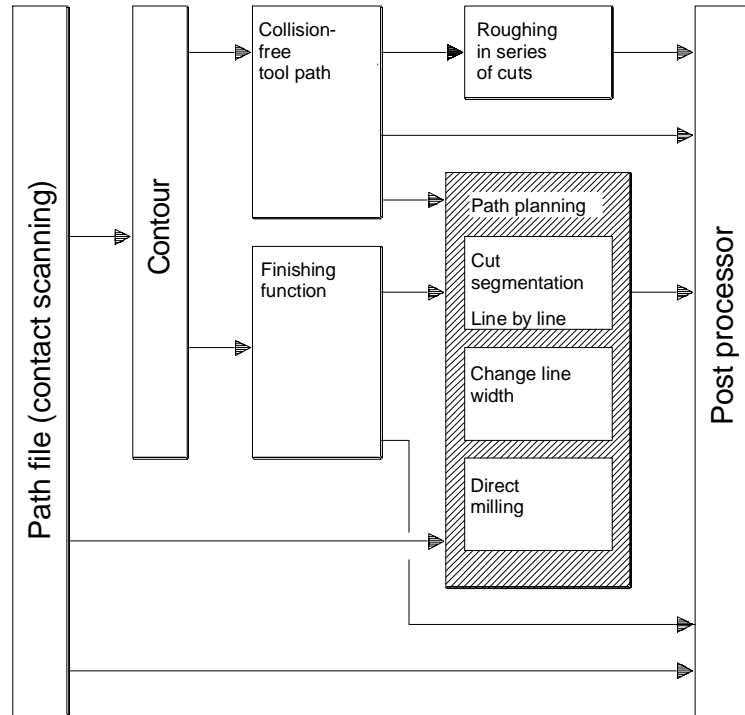 Path file (contact scanning)
Contour
Collision-
free
tool path
Roughing
in series
of cuts
Finishing
function
Path planning
Cut
segmentation
Line by line
Change line
width
Direct
milling
Post processor